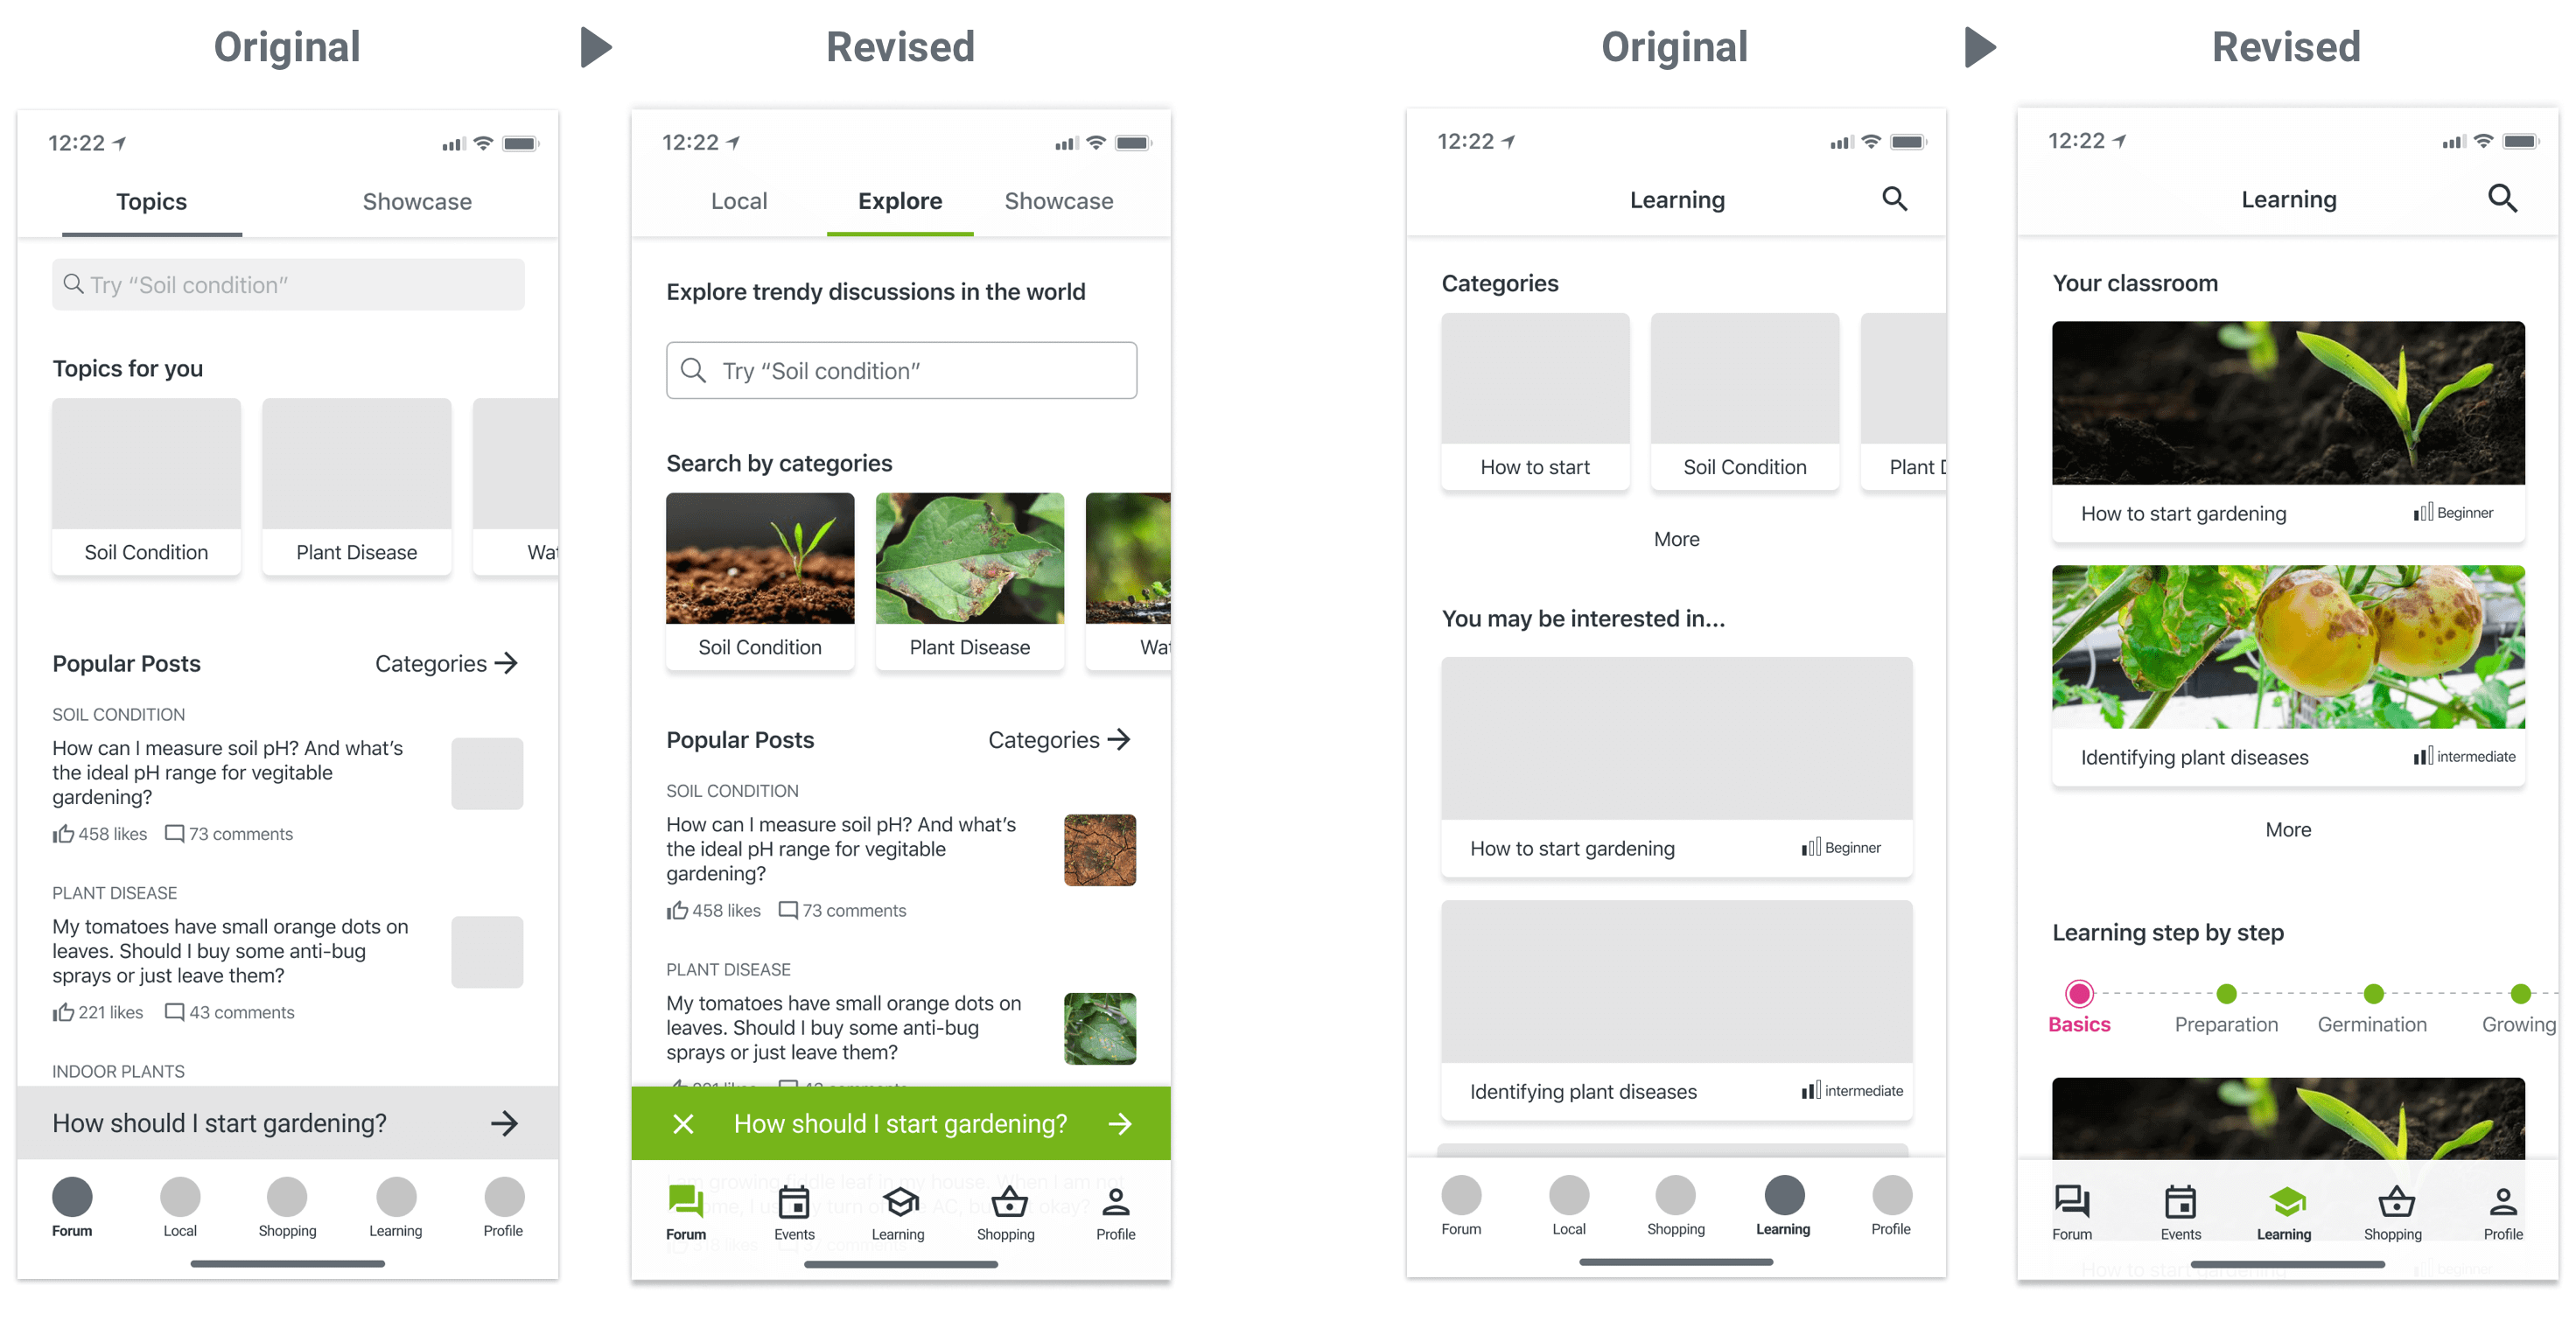 Original
Revised
12:22
Topics
Showcase
Try “Soil condition”
Topics for you
Soil Condition
Plant Disease
Wat
Popular Posts
Categories
SOIL CONDITION
How can I measure soil pH? And what’s
the ideal pH range for vegitable
gardening?
458 likes
73 comments
PLANT DISEASE
My tomatoes have small orange dots on
leaves. Should I buy some anti-bug
sprays or just leave them?
221 likes
43 comments
INDOOR PLANTS
How should I start gardening?
Forum
Local
Shopping
Learning
Profile
12:22
Local
Explore
Showcase
Explore trendy discussions in the world
Try “Soil condition”
Search by categories
Soil Condition
Plant Disease
Wat
Popular Posts
Categories
SOIL CONDITION
How can I measure soil pH? And what’s
the ideal pH range for vegitable
gardening?
458 likes
73 comments
PLANT DISEASE
My tomatoes have small orange dots on
leaves. Should I buy some anti-bug
sprays or just leave them?
How should I start gardening?
Forum
Events
Learning
Shopping
Profile
Original
Revised
12:22
Learning
Categories
How to start
Soil Condition
Plant D
More
You may be interested in...
How to start gardening
Beginner
Identifying plant diseases
intermediate
Forum
Local
Shopping
Learning
Profile
12:22
Learning
Your classroom
How to start gardening
Beginner
Identifying plant diseases
intermediate
More
Learning step by step
Basics
Preparation
Germination
Growing
Forum
Events
Learning
Shopping
Profile